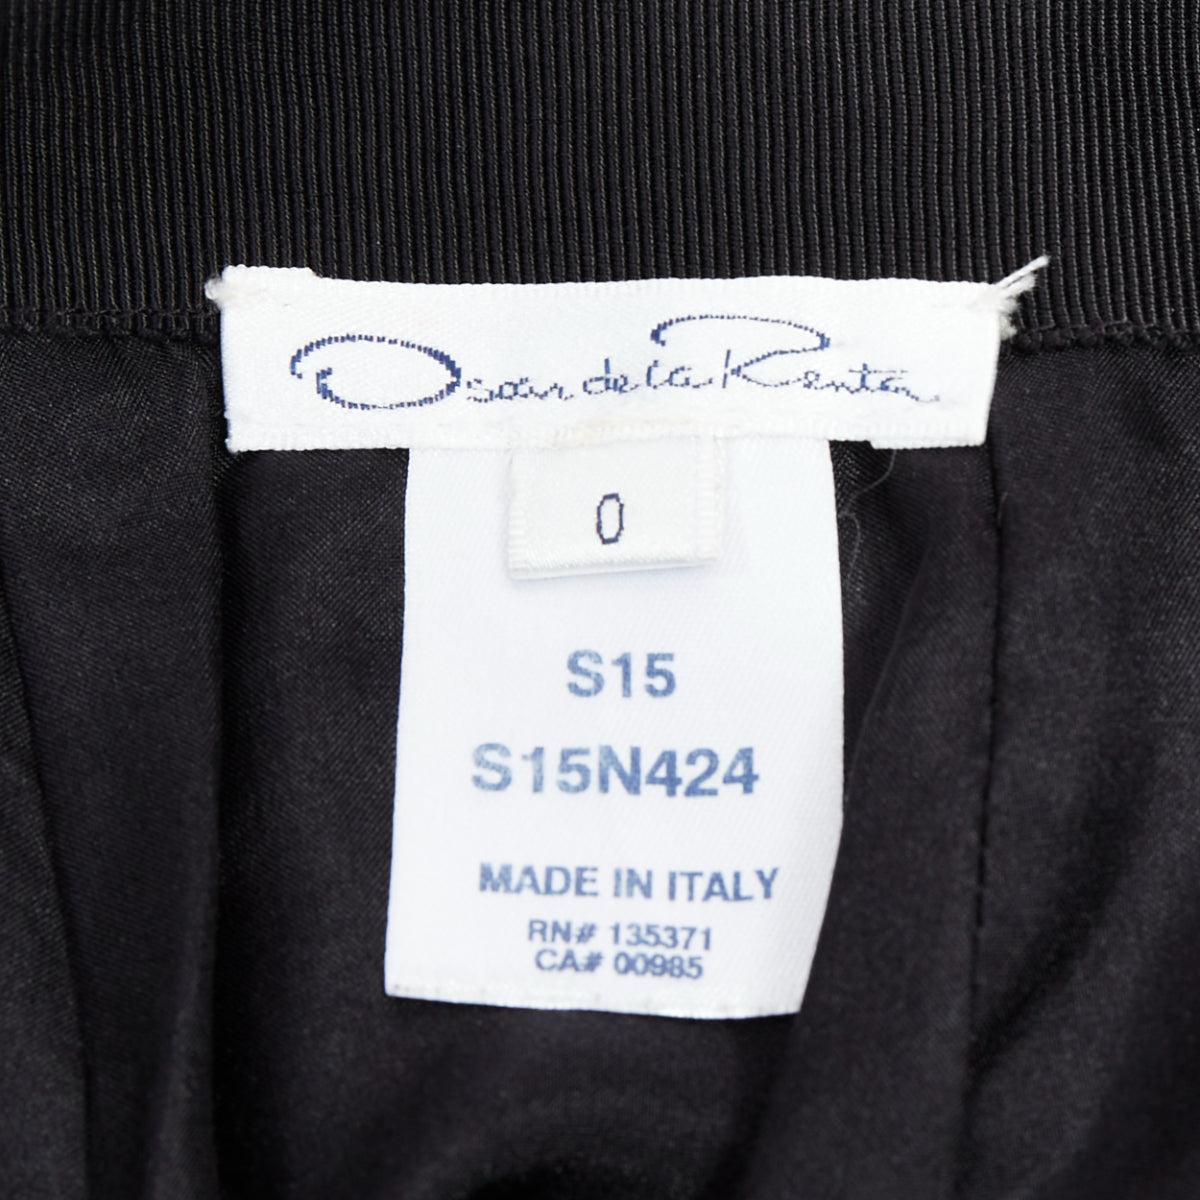 Oscar de la Renta
0
S15
S15N424
MADE IN ITALY
RN# 135371
CA# 00985